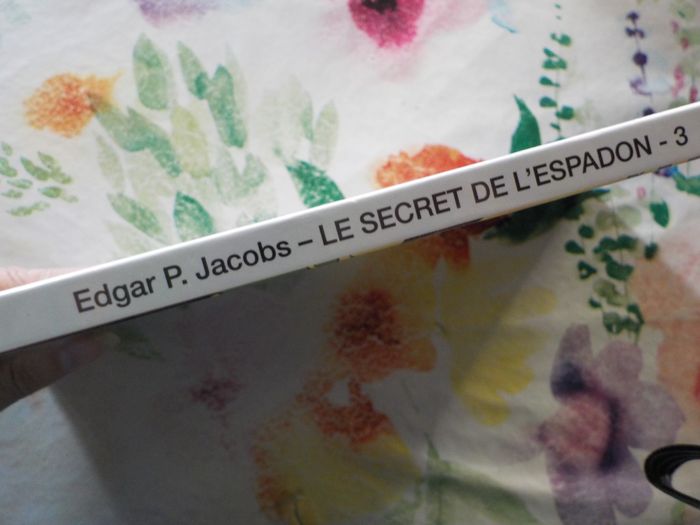 Edgar P. Jacobs – LE SECRET DE L'ESPADON - 3